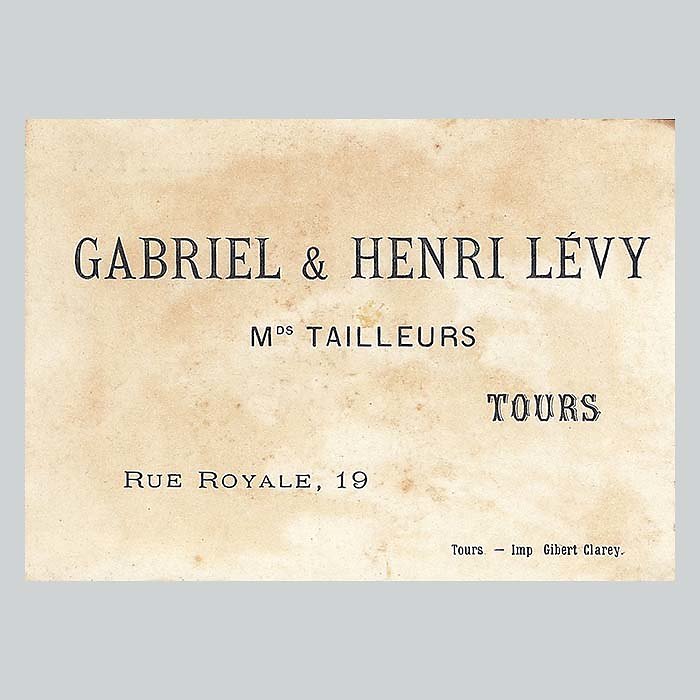 GABRIEL & HENRI LÉVY
Mᴰˢ TAILLEURS
TOURS
RUE ROYALE, 19
Tours. — Imp Gibert Clarey.